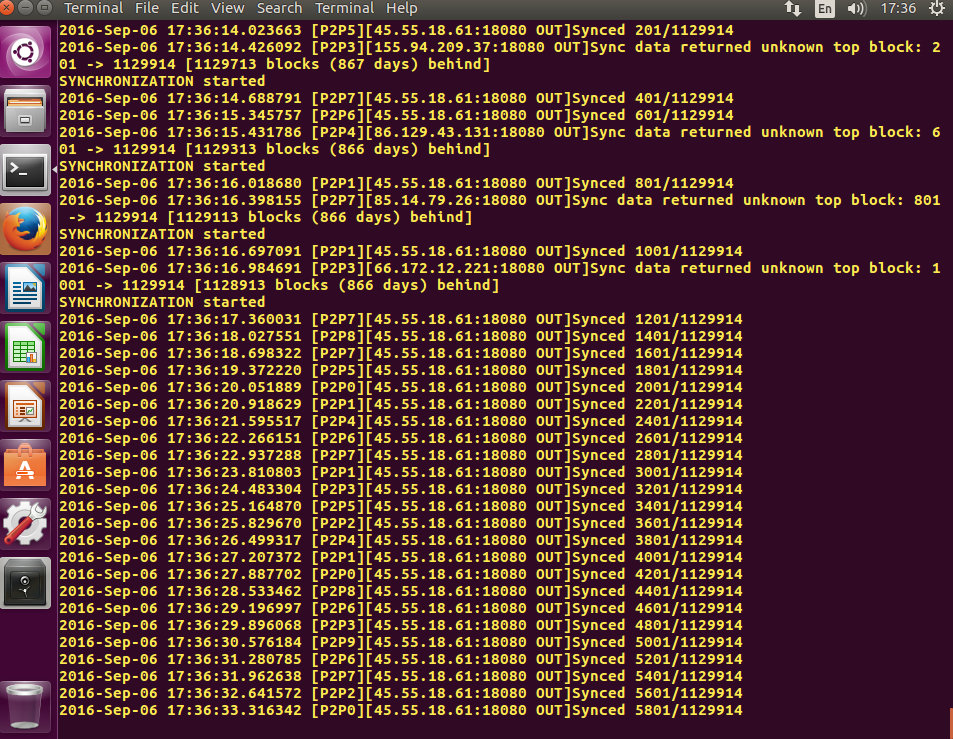 Terminal File Edit View Search Terminal Help En 17:36
2016-Sep-06 17:36:14.023663 [P2P5][45.55.18.61:18080 OUT]Synced 201/1129914
2016-Sep-06 17:36:14.426092 [P2P3][155.94.209.37:18080 OUT]Sync data returned unknown top block: 2
01 -> 1129914 [1129713 blocks (867 days) behind]
SYNCHRONIZATION started
2016-Sep-06 17:36:14.688791 [P2P7][45.55.18.61:18080 OUT]Synced 401/1129914
2016-Sep-06 17:36:15.345757 [P2P6][45.55.18.61:18080 OUT]Synced 601/1129914
2016-Sep-06 17:36:15.431786 [P2P4][86.129.43.131:18080 OUT]Sync data returned unknown top block: 6
01 -> 1129914 [1129313 blocks (866 days) behind]
SYNCHRONIZATION started
2016-Sep-06 17:36:16.018680 [P2P1][45.55.18.61:18080 OUT]Synced 801/1129914
2016-Sep-06 17:36:16.398155 [P2P7][85.14.79.26:18080 OUT]Sync data returned unknown top block: 801
 -> 1129914 [1129113 blocks (866 days) behind]
SYNCHRONIZATION started
2016-Sep-06 17:36:16.697091 [P2P1][45.55.18.61:18080 OUT]Synced 1001/1129914
2016-Sep-06 17:36:16.984691 [P2P3][66.172.12.221:18080 OUT]Sync data returned unknown top block: 1
001 -> 1129914 [1128913 blocks (866 days) behind]
SYNCHRONIZATION started
2016-Sep-06 17:36:17.360031 [P2P7][45.55.18.61:18080 OUT]Synced 1201/1129914
2016-Sep-06 17:36:18.027551 [P2P8][45.55.18.61:18080 OUT]Synced 1401/1129914
2016-Sep-06 17:36:18.698322 [P2P7][45.55.18.61:18080 OUT]Synced 1601/1129914
2016-Sep-06 17:36:19.372220 [P2P5][45.55.18.61:18080 OUT]Synced 1801/1129914
2016-Sep-06 17:36:20.051889 [P2P0][45.55.18.61:18080 OUT]Synced 2001/1129914
2016-Sep-06 17:36:20.918629 [P2P1][45.55.18.61:18080 OUT]Synced 2201/1129914
2016-Sep-06 17:36:21.595517 [P2P4][45.55.18.61:18080 OUT]Synced 2401/1129914
2016-Sep-06 17:36:22.266151 [P2P6][45.55.18.61:18080 OUT]Synced 2601/1129914
2016-Sep-06 17:36:22.937288 [P2P7][45.55.18.61:18080 OUT]Synced 2801/1129914
2016-Sep-06 17:36:23.810803 [P2P1][45.55.18.61:18080 OUT]Synced 3001/1129914
2016-Sep-06 17:36:24.483304 [P2P3][45.55.18.61:18080 OUT]Synced 3201/1129914
2016-Sep-06 17:36:25.164870 [P2P5][45.55.18.61:18080 OUT]Synced 3401/1129914
2016-Sep-06 17:36:25.829670 [P2P2][45.55.18.61:18080 OUT]Synced 3601/1129914
2016-Sep-06 17:36:26.499317 [P2P4][45.55.18.61:18080 OUT]Synced 3801/1129914
2016-Sep-06 17:36:27.207372 [P2P1][45.55.18.61:18080 OUT]Synced 4001/1129914
2016-Sep-06 17:36:27.887702 [P2P0][45.55.18.61:18080 OUT]Synced 4201/1129914
2016-Sep-06 17:36:28.533462 [P2P8][45.55.18.61:18080 OUT]Synced 4401/1129914
2016-Sep-06 17:36:29.196997 [P2P6][45.55.18.61:18080 OUT]Synced 4601/1129914
2016-Sep-06 17:36:29.896068 [P2P3][45.55.18.61:18080 OUT]Synced 4801/1129914
2016-Sep-06 17:36:30.576184 [P2P9][45.55.18.61:18080 OUT]Synced 5001/1129914
2016-Sep-06 17:36:31.280785 [P2P6][45.55.18.61:18080 OUT]Synced 5201/1129914
2016-Sep-06 17:36:31.962638 [P2P7][45.55.18.61:18080 OUT]Synced 5401/1129914
2016-Sep-06 17:36:32.641572 [P2P2][45.55.18.61:18080 OUT]Synced 5601/1129914
2016-Sep-06 17:36:33.316342 [P2P0][45.55.18.61:18080 OUT]Synced 5801/1129914